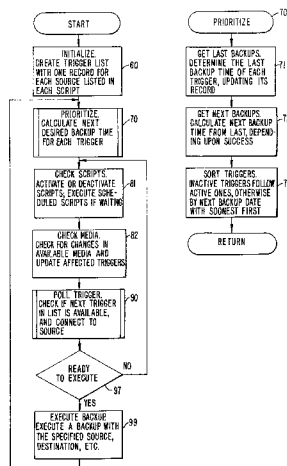 START
INITIALIZE.
CREATE TRIGGER LIST
WITH ONE RECORD FOR
EACH SOURCE LISTED IN
EACH SCRIPT
60
PRIORITIZE.
CALCULATE NEXT
DESIRED BACKUP TIME
FOR EACH TRIGGER
70
CHECK SCRIPTS.
ACTIVATE OR DEACTIVATE
SCRIPTS, EXECUTE SCHE-
DULED SCRIPTS IF WAITING
81
CHECK MEDIA.
CHECK FOR CHANGES IN
AVAILABLE MEDIA AND
UPDATE AFFECTED TRIGGERS
82
POLL TRIGGER.
CHECK IF NEXT TRIGGER
IN LIST IS AVAILABLE,
AND CONNECT TO
SOURCE
90
READY
TO EXECUTE
NO
97
YES
EXECUTE BACKUP.
EXECUTE A BACKUP WITH
THE SPECIFIED SOURCE,
DESTINATION, ETC.
99
PRIORITIZE
70
GET LAST BACKUPS.
DETERMINE THE LAST
BACKUP TIME OF EACH
TRIGGER, UPDATING ITS
RECORD
GET NEXT BACKUPS.
CALCULATE NEXT BACKUP
TIME FROM LAST, DEPEND-
ING UPON SUCCESS
SORT TRIGGERS.
INACTIVE TRIGGERS FOLLOW
ACTIVE ONES, OTHERWISE
BY NEXT BACKUP DATE
WITH SOONEST FIRST
RETURN